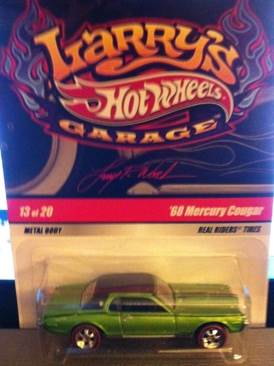 Larry's
Hot Wheels
GARAGE
13 of 20
'68 Mercury Cougar
METAL BODY
REAL RIDERS® TIRES